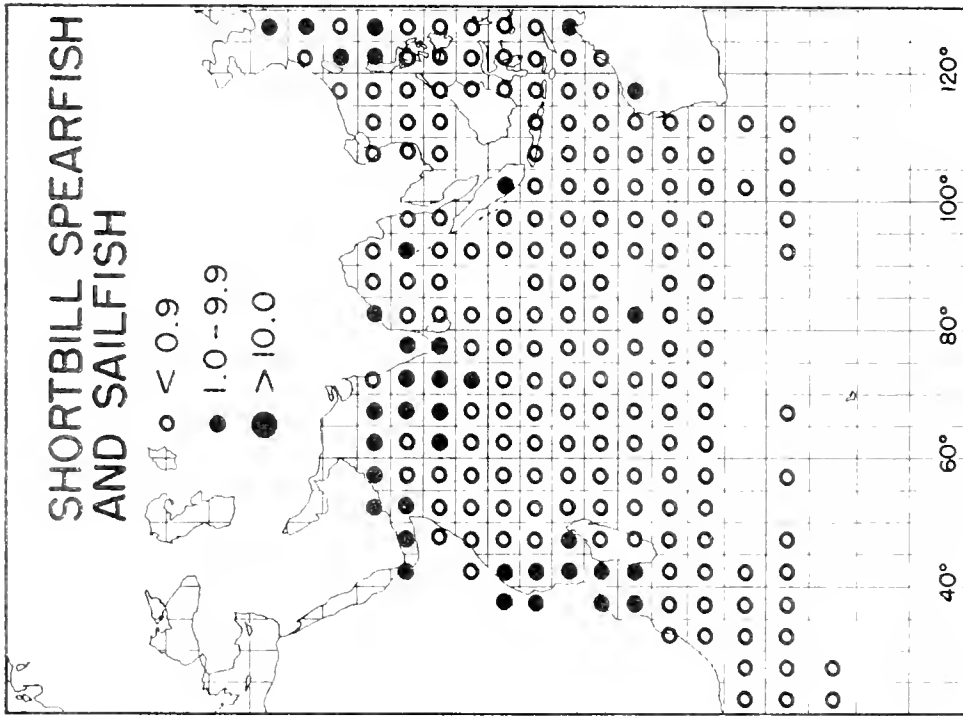 SHORTBILL SPEARFISH
AND SAILFISH
< 0.9
1.0 - 9.9
> 10.0
40° 60° 80° 100° 120°